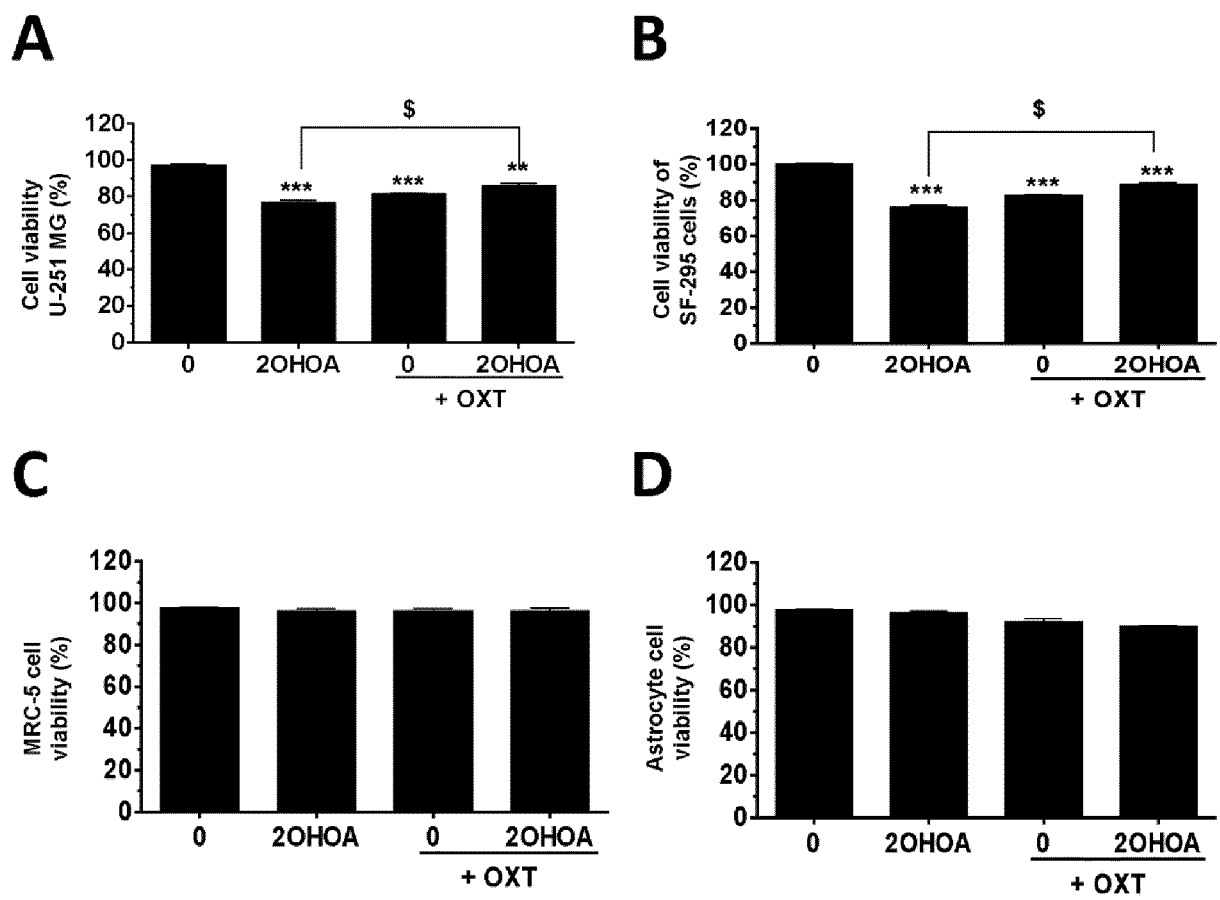 A
Cell viability
U-251 MG (%)
120
100
80
60
40
20
0
$
***
***
**
0 2OHOA 0 2OHOA
+ OXT
B
Cell viability of
SF-295 cells (%)
120
100
80
60
40
20
0
$
***
***
***
0 2OHOA 0 2OHOA
+ OXT
C
MRC-5 cell
viability (%)
120
100
80
60
40
20
0
0 2OHOA 0 2OHOA
+ OXT
D
Astrocyte cell
viability (%)
120
100
80
60
40
20
0
0 2OHOA 0 2OHOA
+ OXT